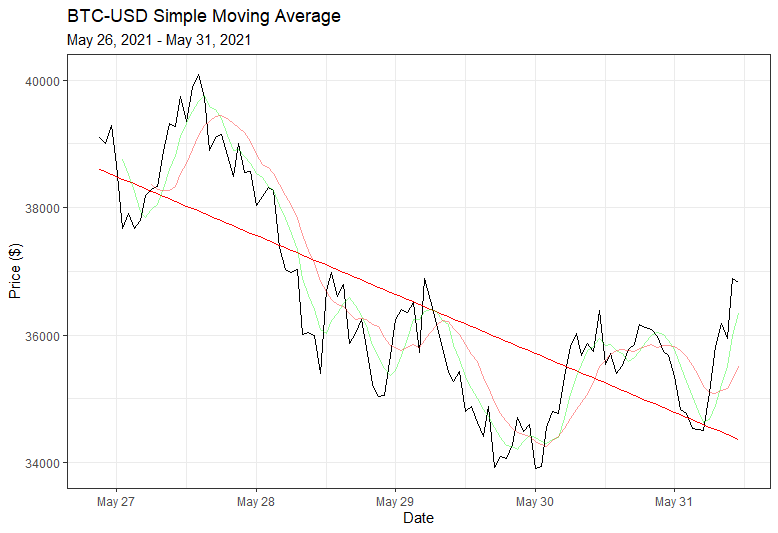 BTC-USD Simple Moving Average
May 26, 2021 - May 31, 2021
Price ($)
40000
38000
36000
34000
May 27
May 28
May 29
May 30
May 31
Date